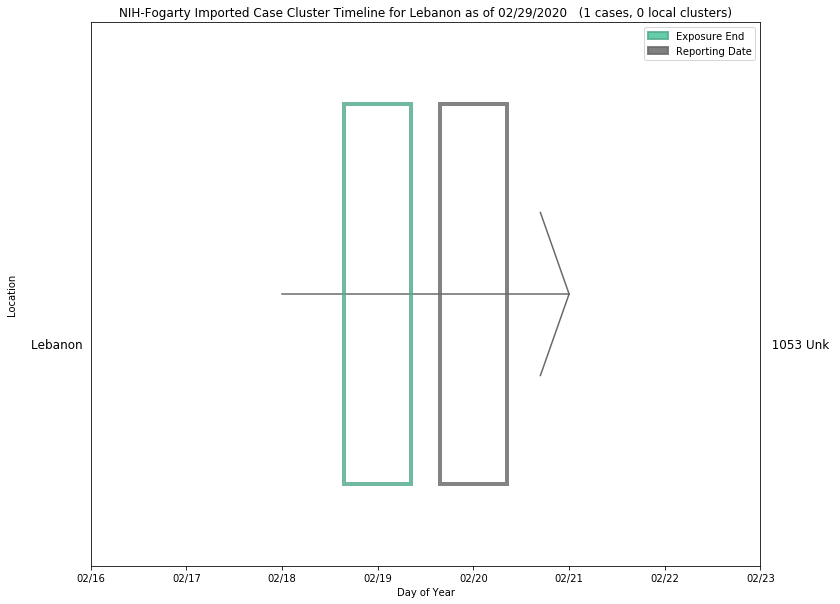 NIH-Fogarty Imported Case Cluster Timeline for Lebanon as of 02/29/2020 (1 cases, 0 local clusters)
Exposure End
Reporting Date
Location
Lebanon
1053 Unk
02/16 02/17 02/18 02/19 02/20 02/21 02/22 02/23
Day of Year